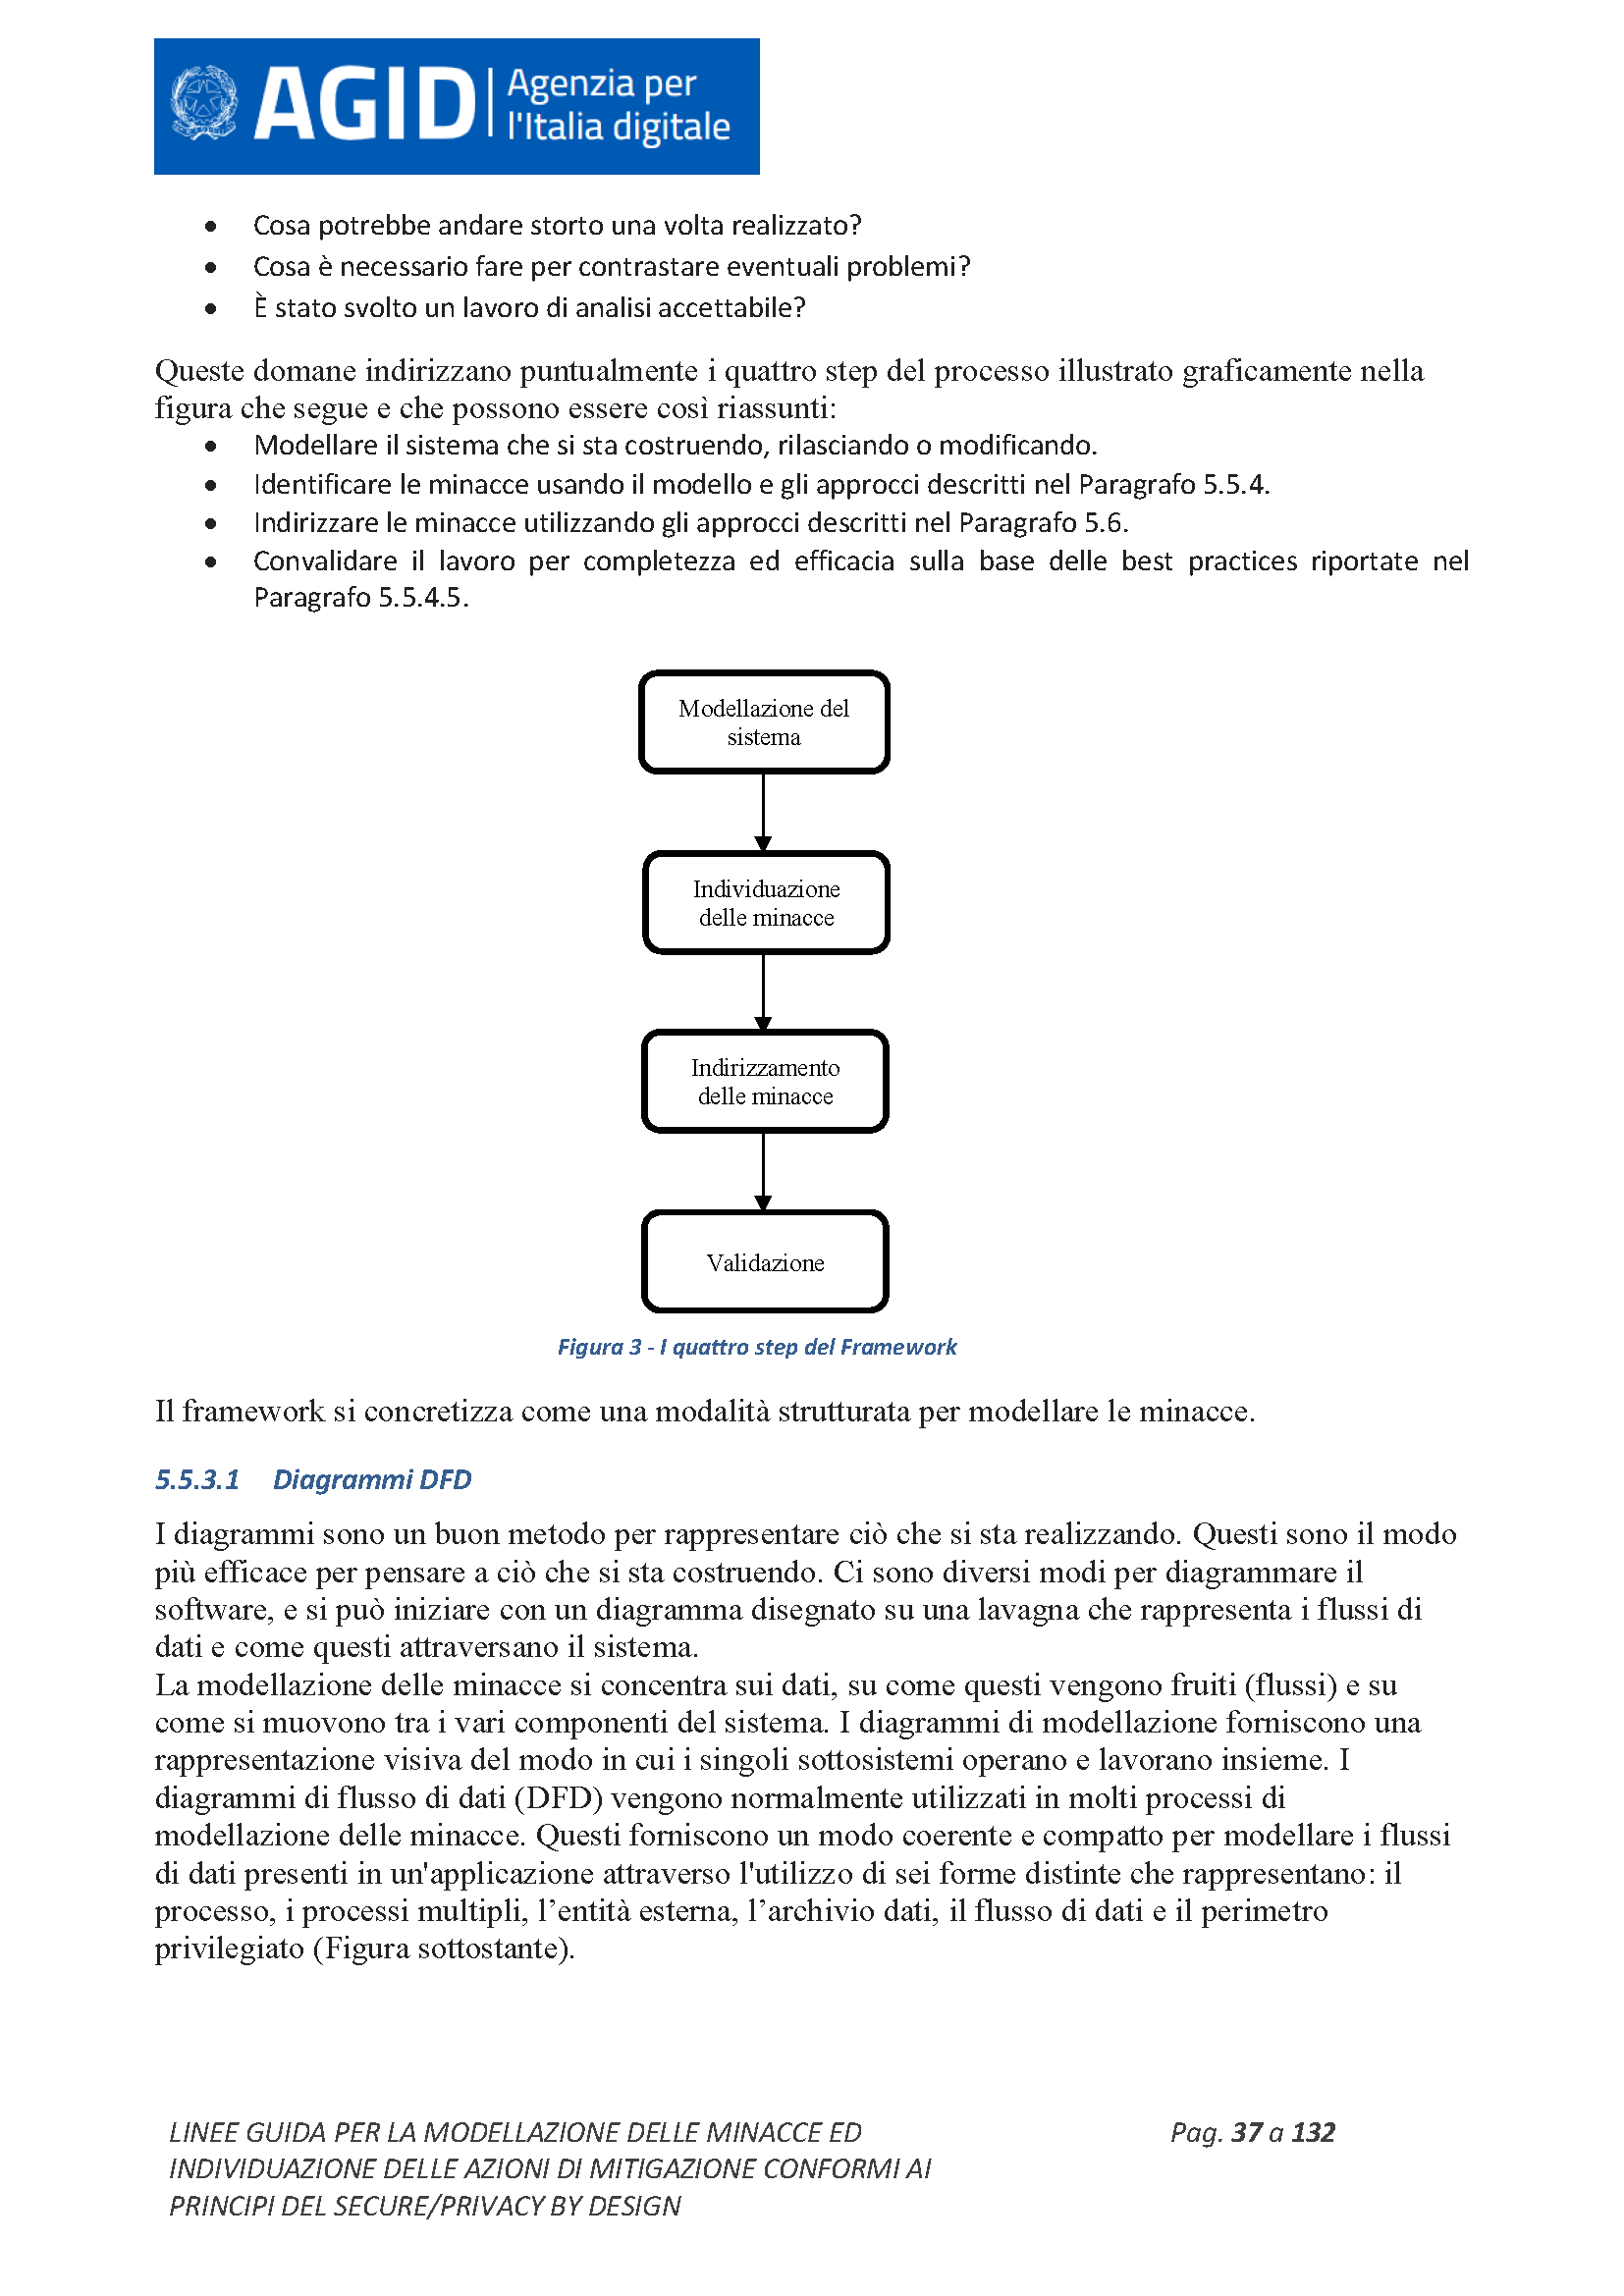 AGID
Agenzia per
l'Italia digitale
• Cosa potrebbe andare storto una volta realizzato?
• Cosa è necessario fare per contrastare eventuali problemi?
• È stato svolto un lavoro di analisi accettabile?
Queste domane indirizzano puntualmente i quattro step del processo illustrato graficamente nella
figura che segue e che possono essere così riassunti:
• Modellare il sistema che si sta costruendo, rilasciando o modificando.
• Identificare le minacce usando il modello e gli approcci descritti nel Paragrafo 5.5.4.
• Indirizzare le minacce utilizzando gli approcci descritti nel Paragrafo 5.6.
• Convalidare il lavoro per completezza ed efficacia sulla base delle best practices riportate nel
Paragrafo 5.5.4.5.
Modellazione del
sistema
Individuazione
delle minacce
Indirizzamento
delle minacce
Validazione
Figura 3 - I quattro step del Framework
Il framework si concretizza come una modalità strutturata per modellare le minacce.
5.5.3.1 Diagrammi DFD
I diagrammi sono un buon metodo per rappresentare ciò che si sta realizzando. Questi sono il modo
più efficace per pensare a ciò che si sta costruendo. Ci sono diversi modi per diagrammare il
software, e si può iniziare con un diagramma disegnato su una lavagna che rappresenta i flussi di
dati e come questi attraversano il sistema.
La modellazione delle minacce si concentra sui dati, su come questi vengono fruiti (flussi) e su
come si muovono tra i vari componenti del sistema. I diagrammi di modellazione forniscono una
rappresentazione visiva del modo in cui i singoli sottosistemi operano e lavorano insieme. I
diagrammi di flusso di dati (DFD) vengono normalmente utilizzati in molti processi di
modellazione delle minacce. Questi forniscono un modo coerente e compatto per modellare i flussi
di dati presenti in un'applicazione attraverso l'utilizzo di sei forme distinte che rappresentano: il
processo, i processi multipli, l’entità esterna, l’archivio dati, il flusso di dati e il perimetro
privilegiato (Figura sottostante).
LINEE GUIDA PER LA MODELLAZIONE DELLE MINACCE ED
INDIVIDUAZIONE DELLE AZIONI DI MITIGAZIONE CONFORMI AI
PRINCIPI DEL SECURE/PRIVACY BY DESIGN
Pag. 37 a 132